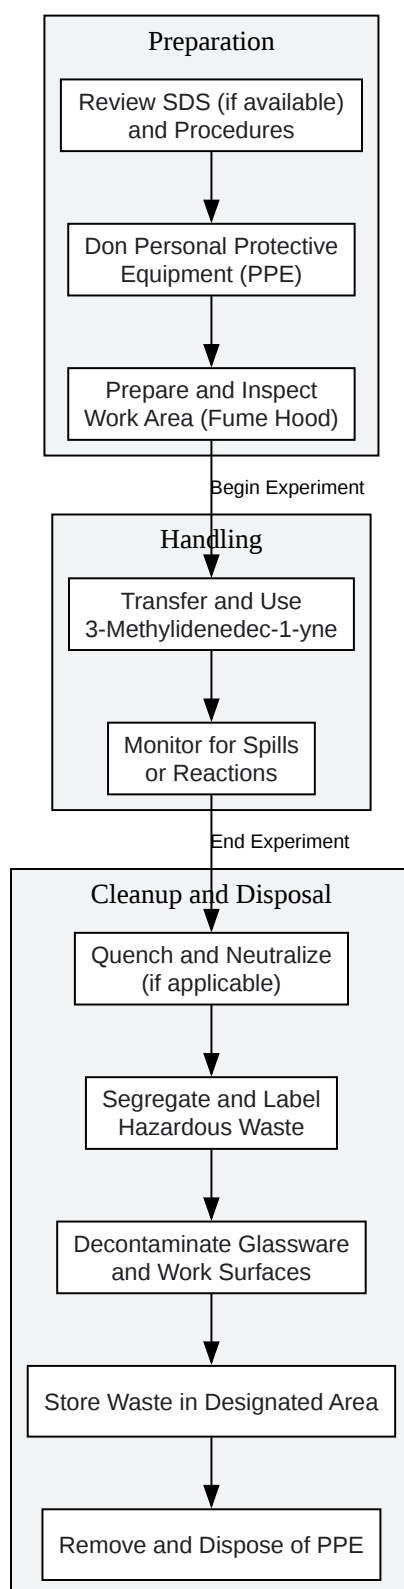 Preparation
Review SDS (if available)
and Procedures
Don Personal Protective
Equipment (PPE)
Prepare and Inspect
Work Area (Fume Hood)
Begin Experiment
Handling
Transfer and Use
3-Methylidenedec-1-yne
Monitor for Spills
or Reactions
End Experiment
Cleanup and Disposal
Quench and Neutralize
(if applicable)
Segregate and Label
Hazardous Waste
Decontaminate Glassware
and Work Surfaces
Store Waste in Designated Area
Remove and Dispose of PPE